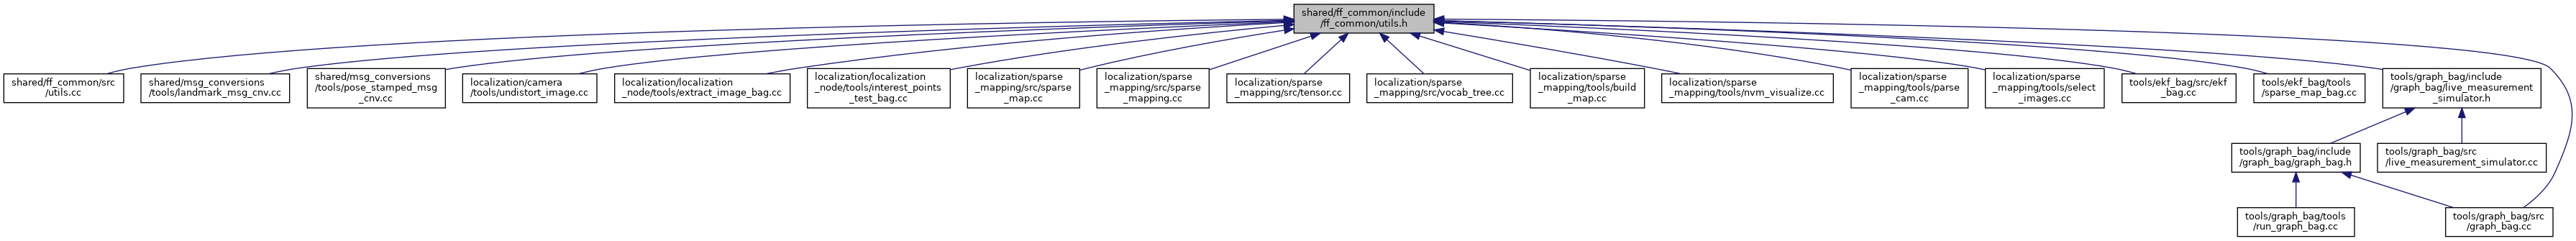 shared/ff_common/include
/ff_common/utils.h
shared/ff_common/src
/utils.cc
shared/msg_conversions
/tools/landmark_msg_cnv.cc
shared/msg_conversions
/tools/pose_stamped_msg
_cnv.cc
localization/camera
/tools/undistort_image.cc
localization/localization
_node/tools/extract_image_bag.cc
localization/localization
_node/tools/interest_points
_test_bag.cc
localization/sparse
_mapping/src/sparse
_map.cc
localization/sparse
_mapping/src/sparse
_mapping.cc
localization/sparse
_mapping/src/tensor.cc
localization/sparse
_mapping/src/vocab_tree.cc
localization/sparse
_mapping/tools/build
_map.cc
localization/sparse
_mapping/tools/nvm_visualize.cc
localization/sparse
_mapping/tools/parse
_cam.cc
localization/sparse
_mapping/tools/select
_images.cc
tools/ekf_bag/src/ekf
_bag.cc
tools/ekf_bag/tools
/sparse_map_bag.cc
tools/graph_bag/include
/graph_bag/live_measurement
_simulator.h
tools/graph_bag/include
/graph_bag/graph_bag.h
tools/graph_bag/src
/live_measurement_simulator.cc
tools/graph_bag/tools
/run_graph_bag.cc
tools/graph_bag/src
/graph_bag.cc